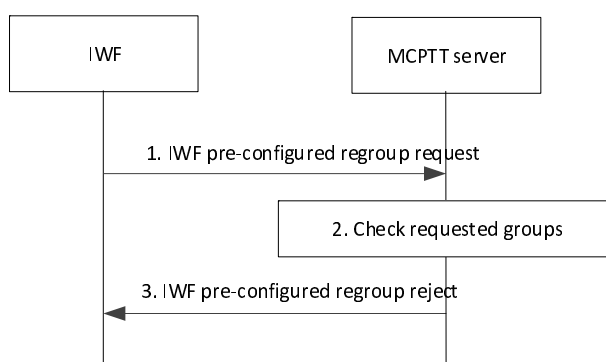 IWF
MCPTT server
1. IWF pre-configured regroup request
2. Check requested groups
3. IWF pre-configured regroup reject